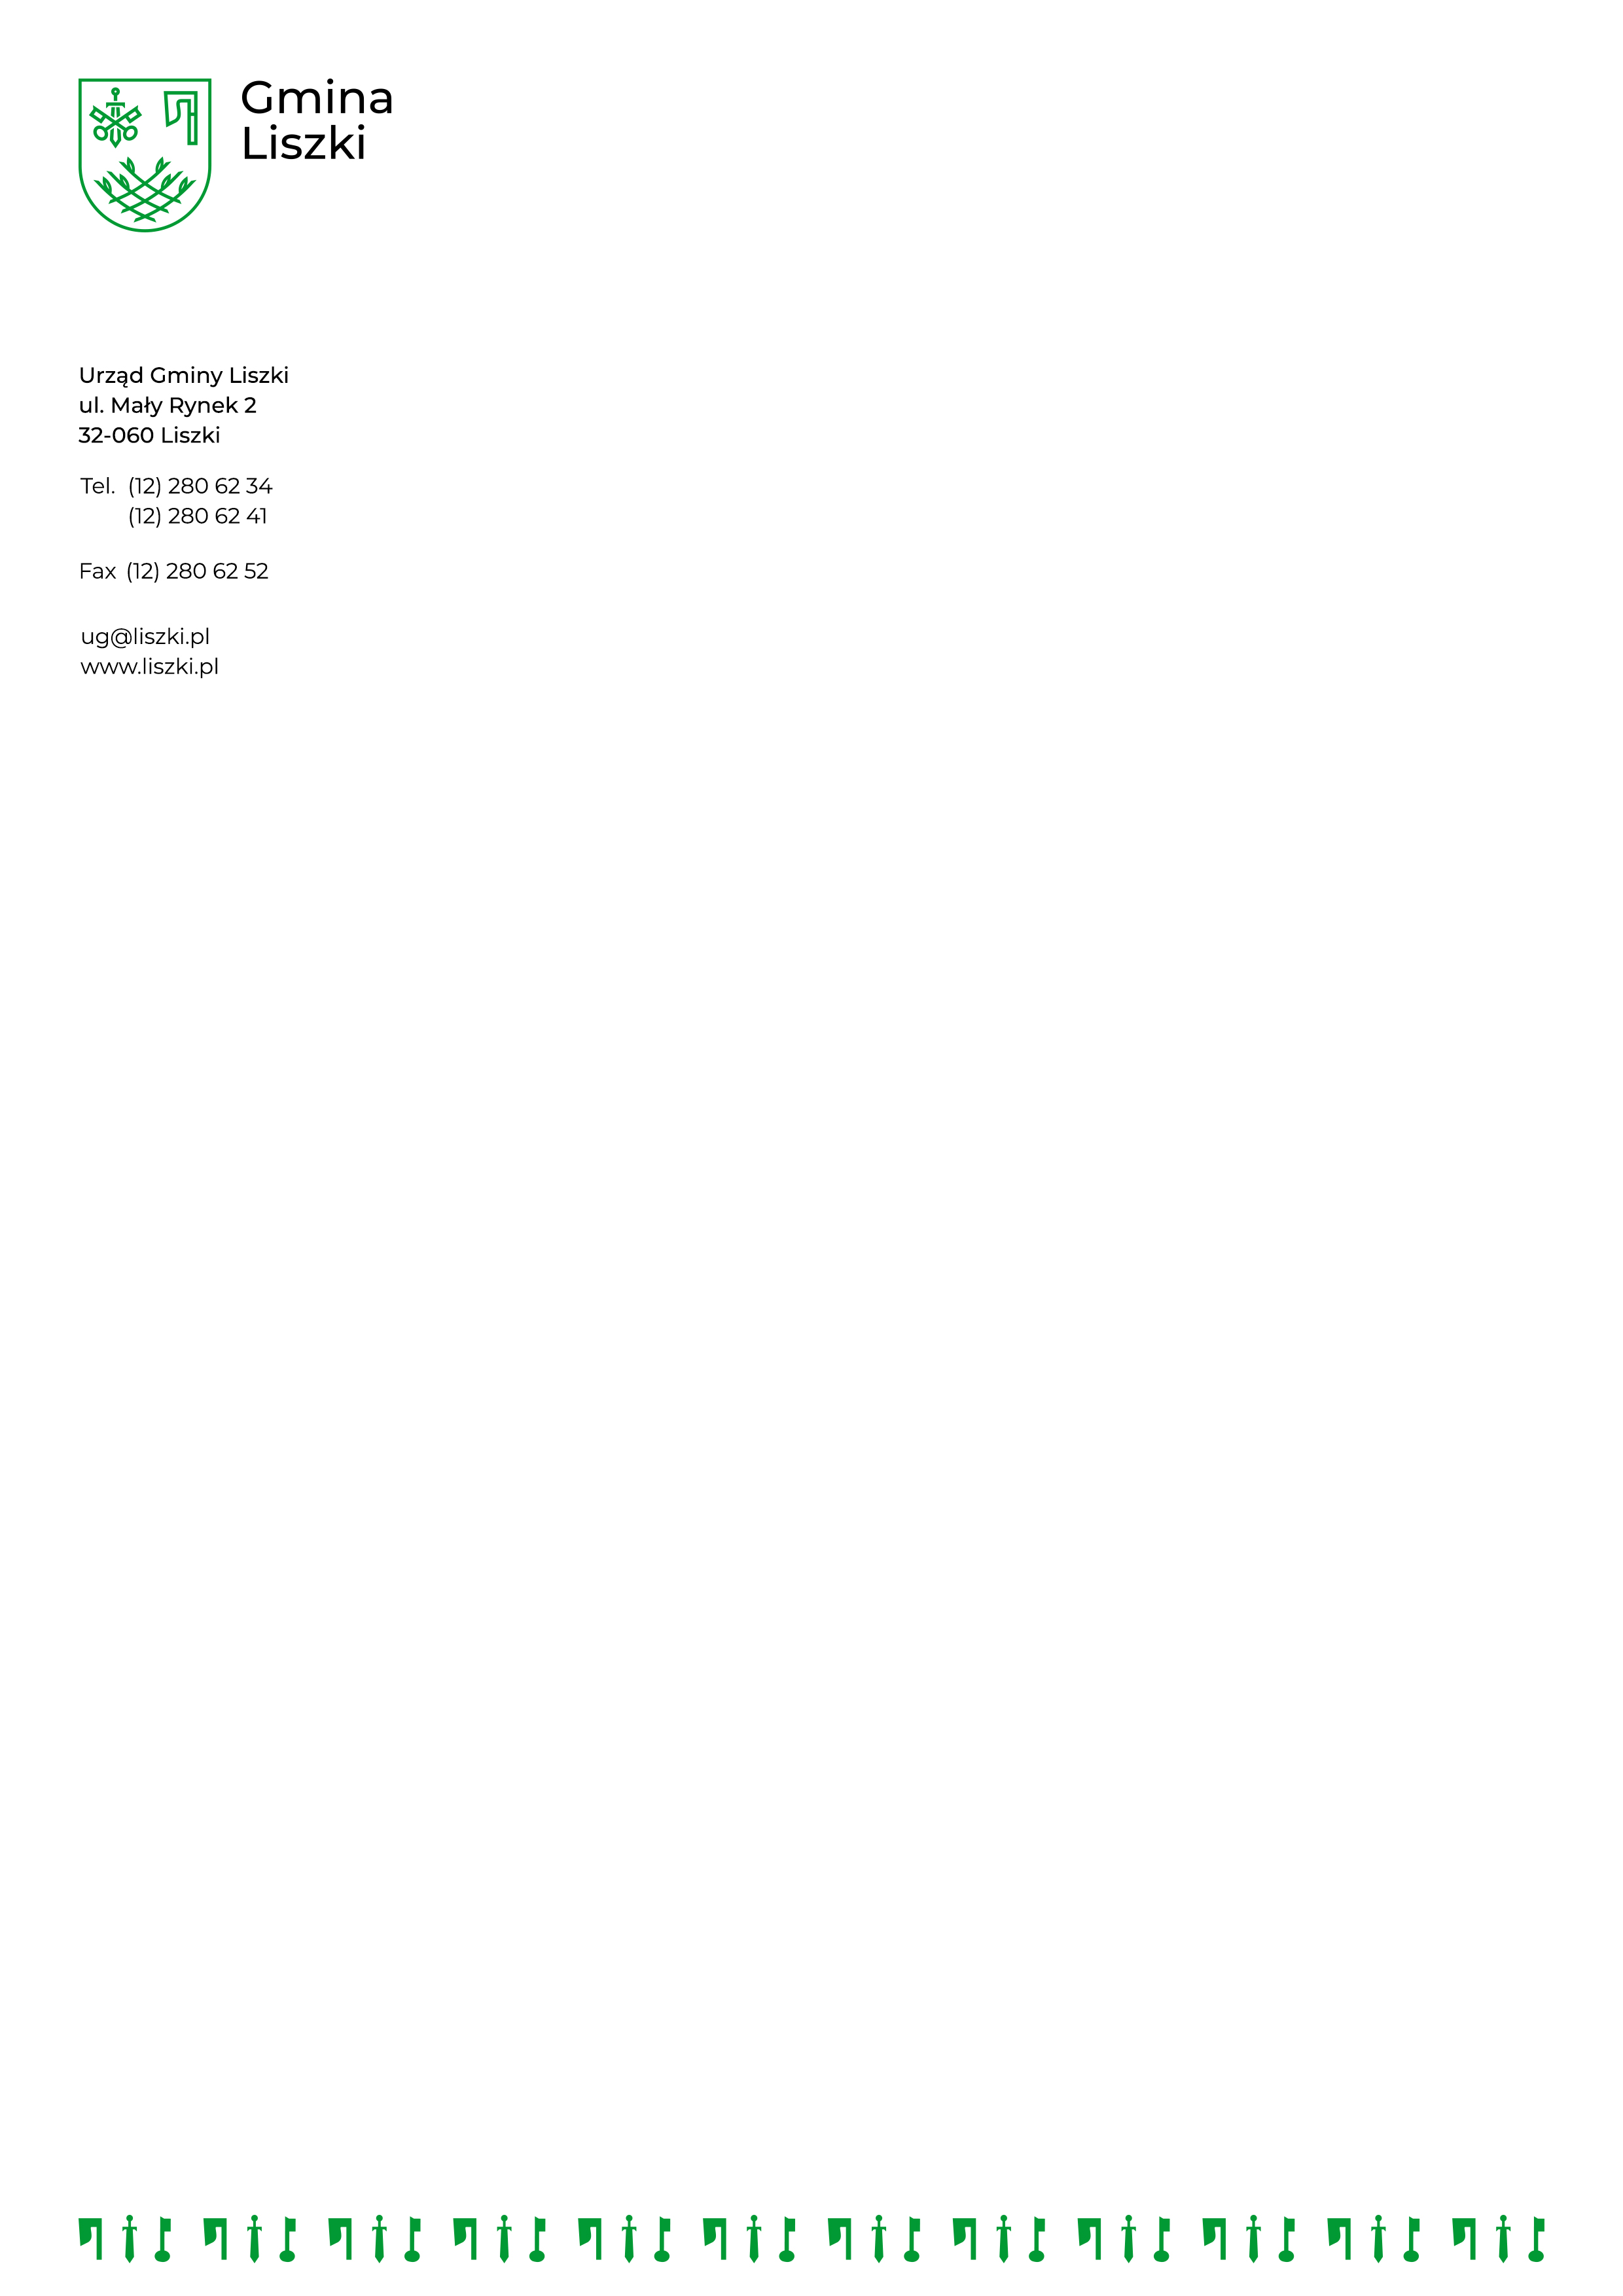 Gmina
Liszki
Urząd Gminy Liszki
ul. Mały Rynek 2
32-060 Liszki
Tel. (12) 280 62 34
(12) 280 62 41
Fax (12) 280 62 52
ug@liszki.pl
www.liszki.pl